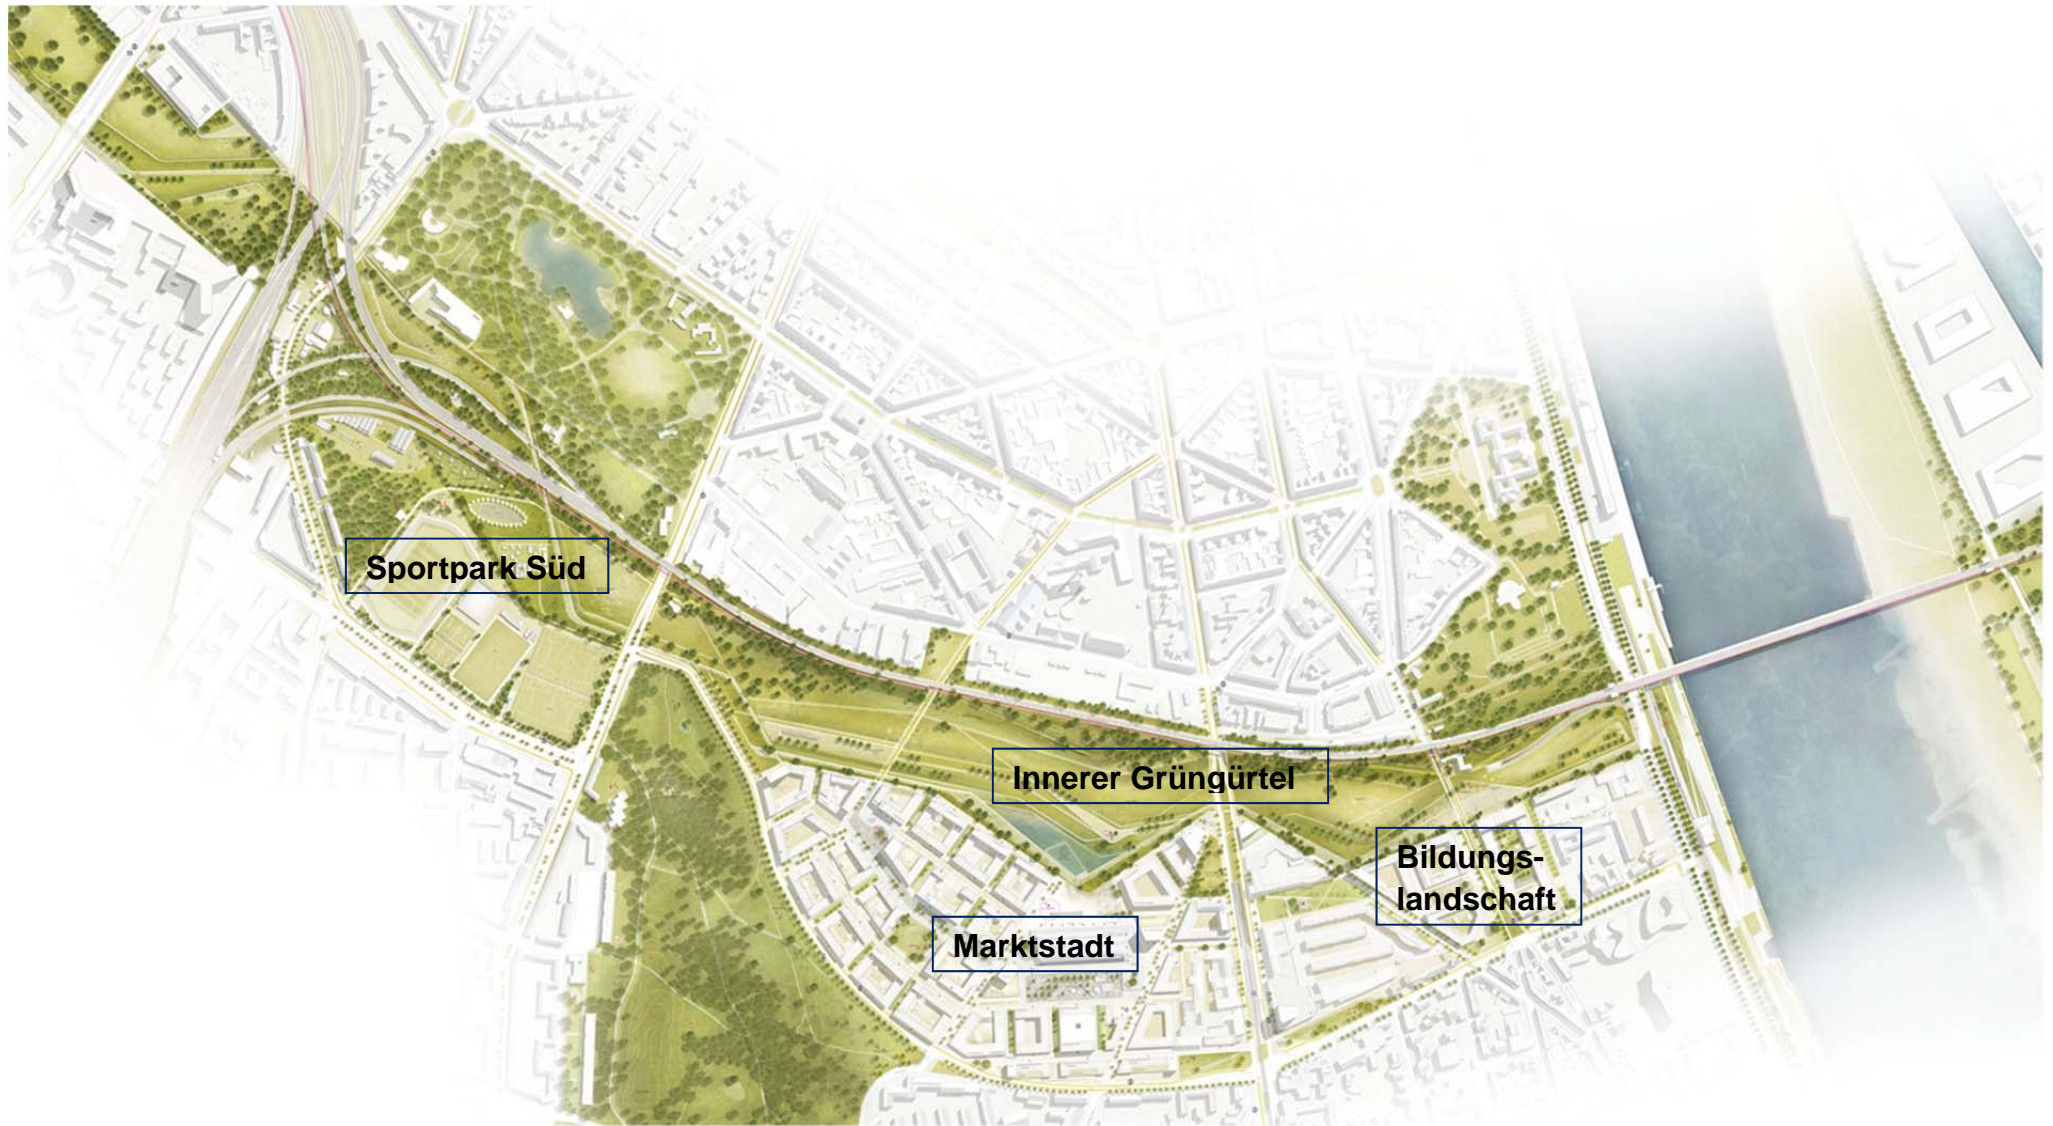 Sportpark Süd
Innerer Grüngürtel
Bildungs-
landschaft
Marktstadt